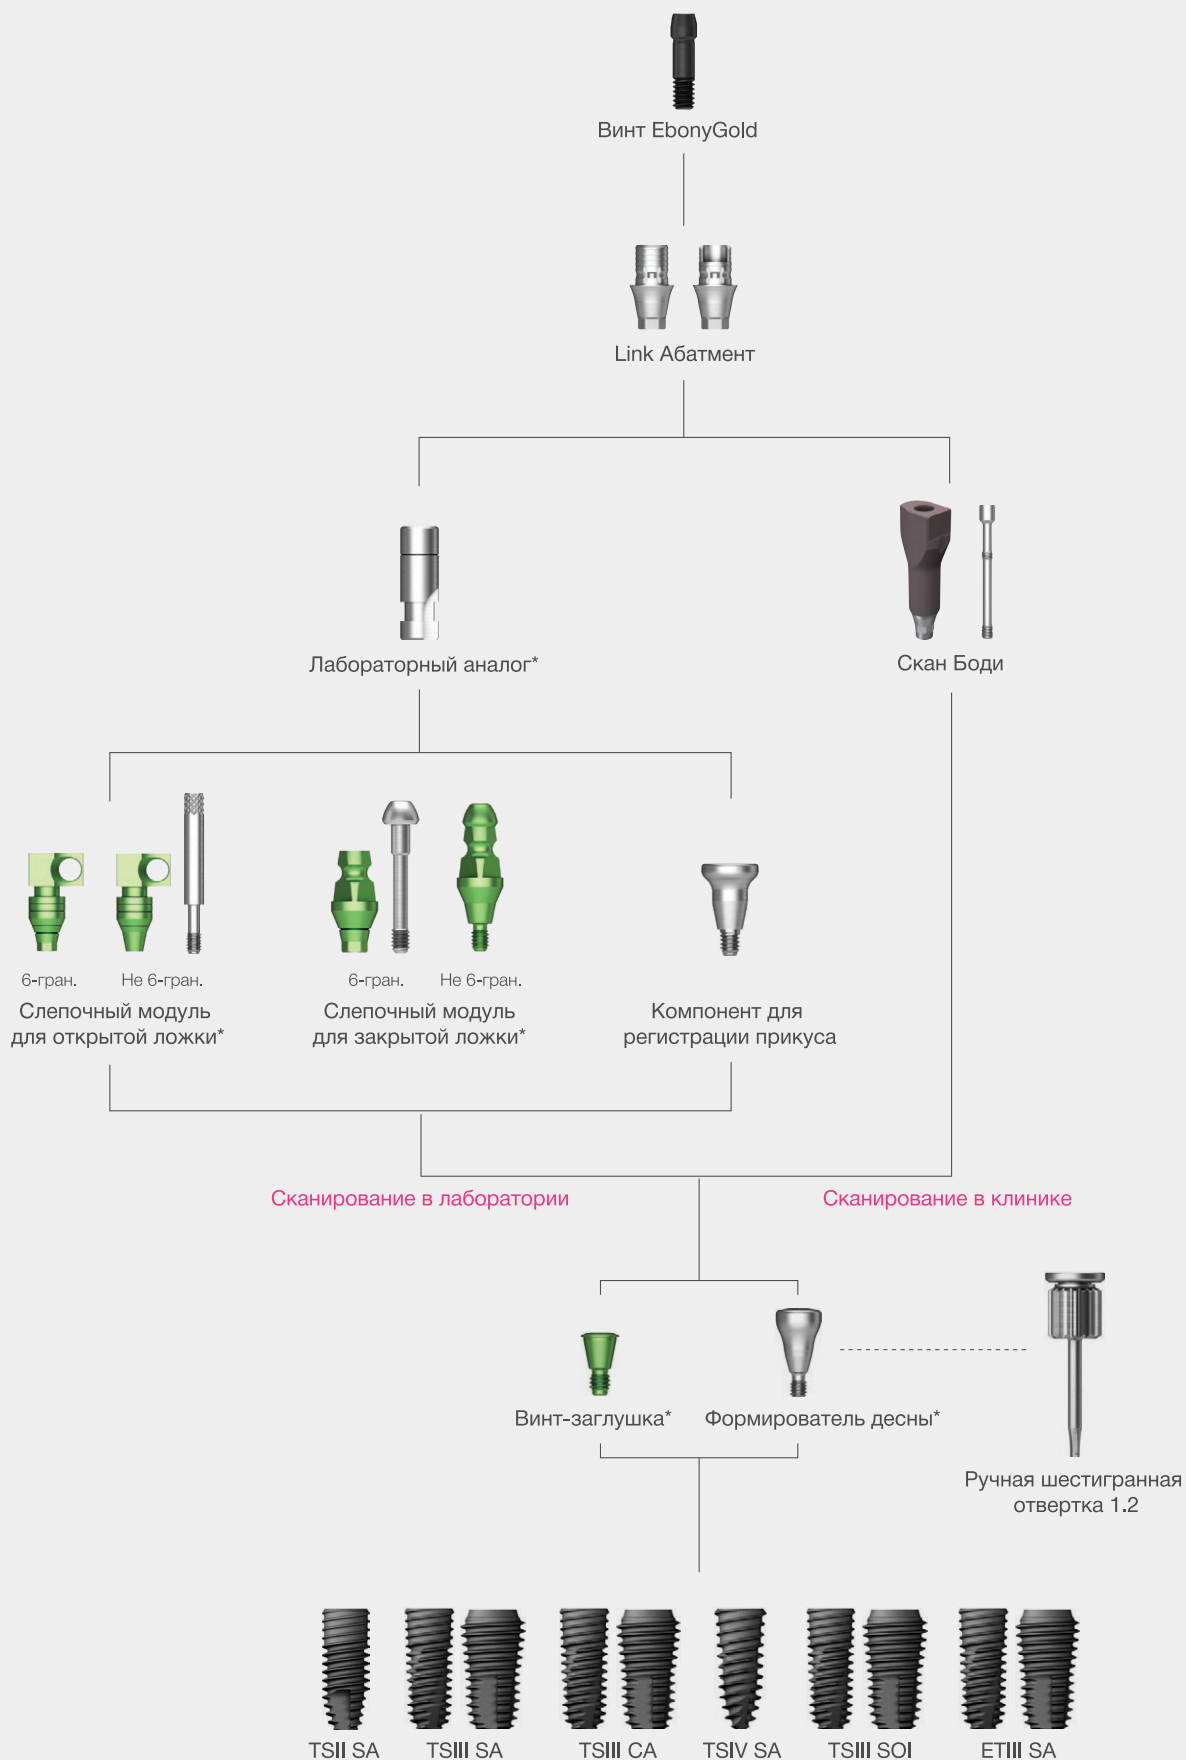 Винт EbonyGold
Link Абатмент
Лабораторный аналог*
Скан Боди
6-гран.
Не 6-гран.
6-гран.
Не 6-гран.
Слепочный модуль
для открытой ложки*
Слепочный модуль
для закрытой ложки*
Компонент для
регистрации прикуса
Сканирование в лаборатории
Сканирование в клинике
Винт-заглушка*
Формирователь десны*
Ручная шестигранная
отвертка 1.2
TSII SA
TSIII SA
TSIII CA
TSIV SA
TSIII SOI
ETIII SA